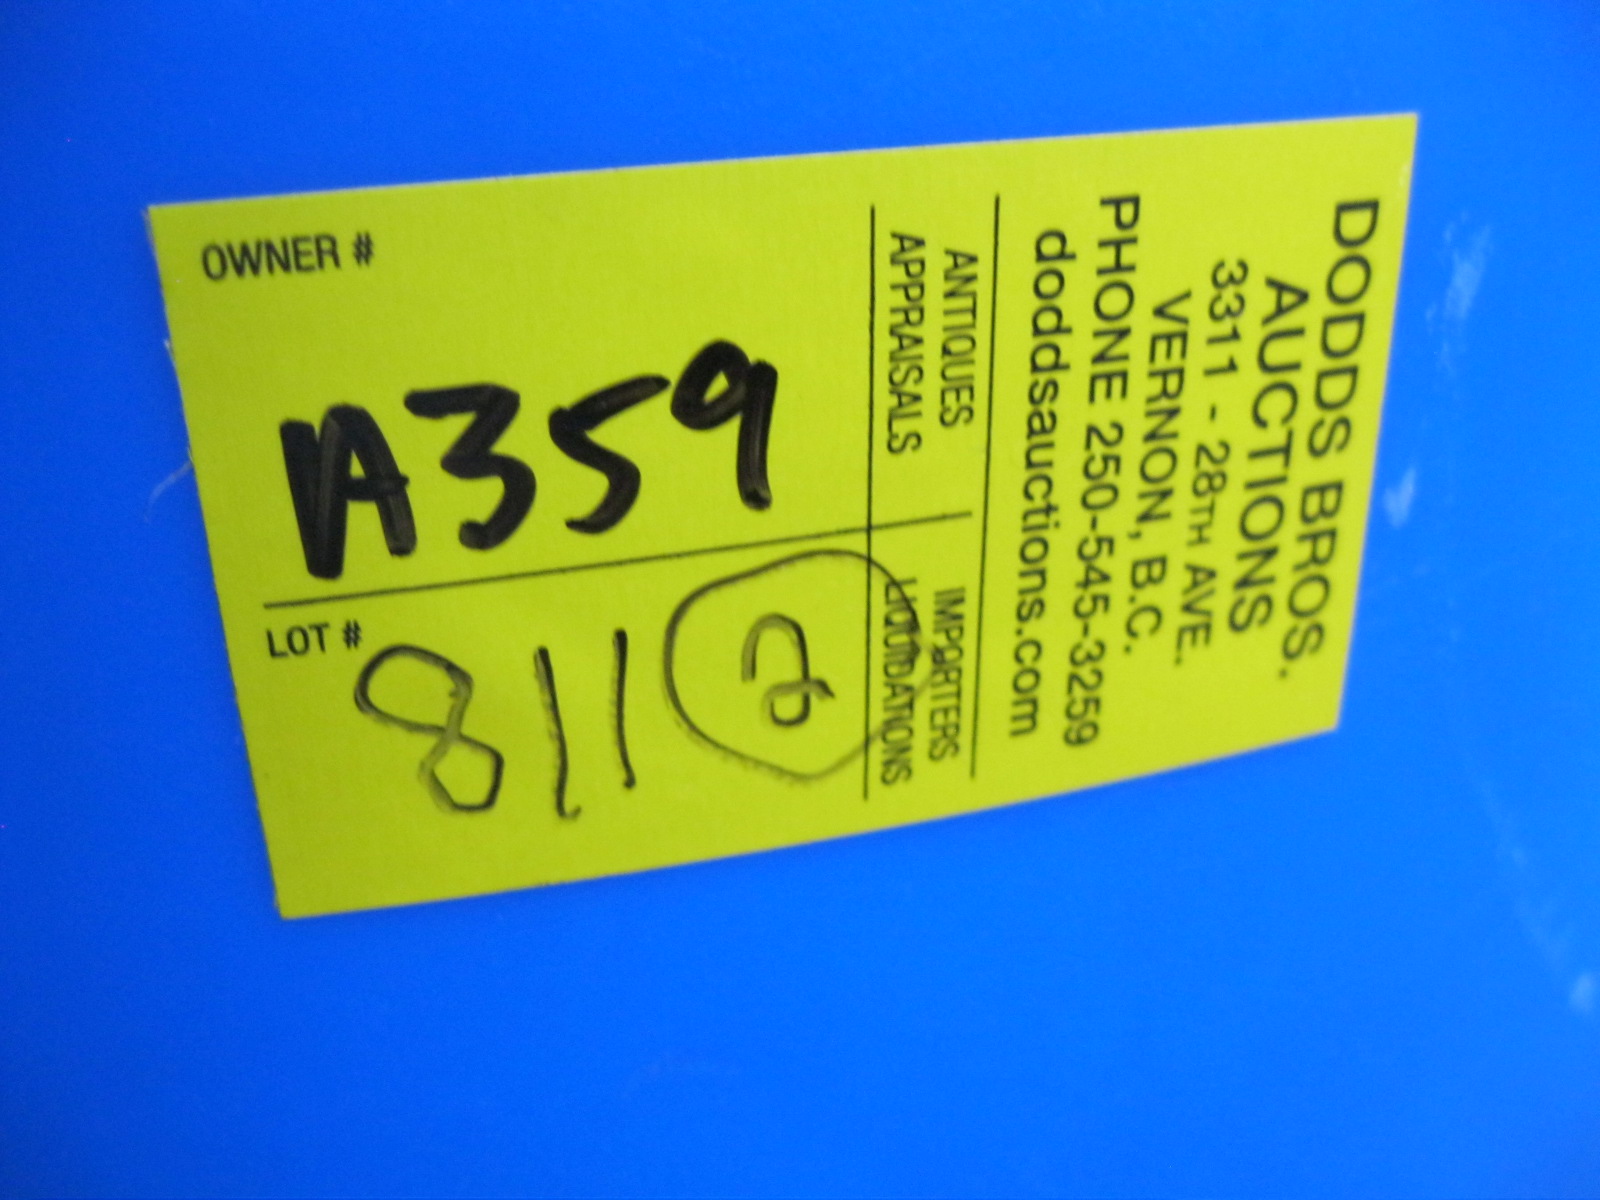 DODDS BROS.
AUCTIONS
3311 - 28TH AVE.
VERNON, B.C.
PHONE 250-545-3259
doddsauctions.com
ANTIQUES IMPORTERS
APPRAISALS LIQUIDATIONS
OWNER #
A359
LOT #
811